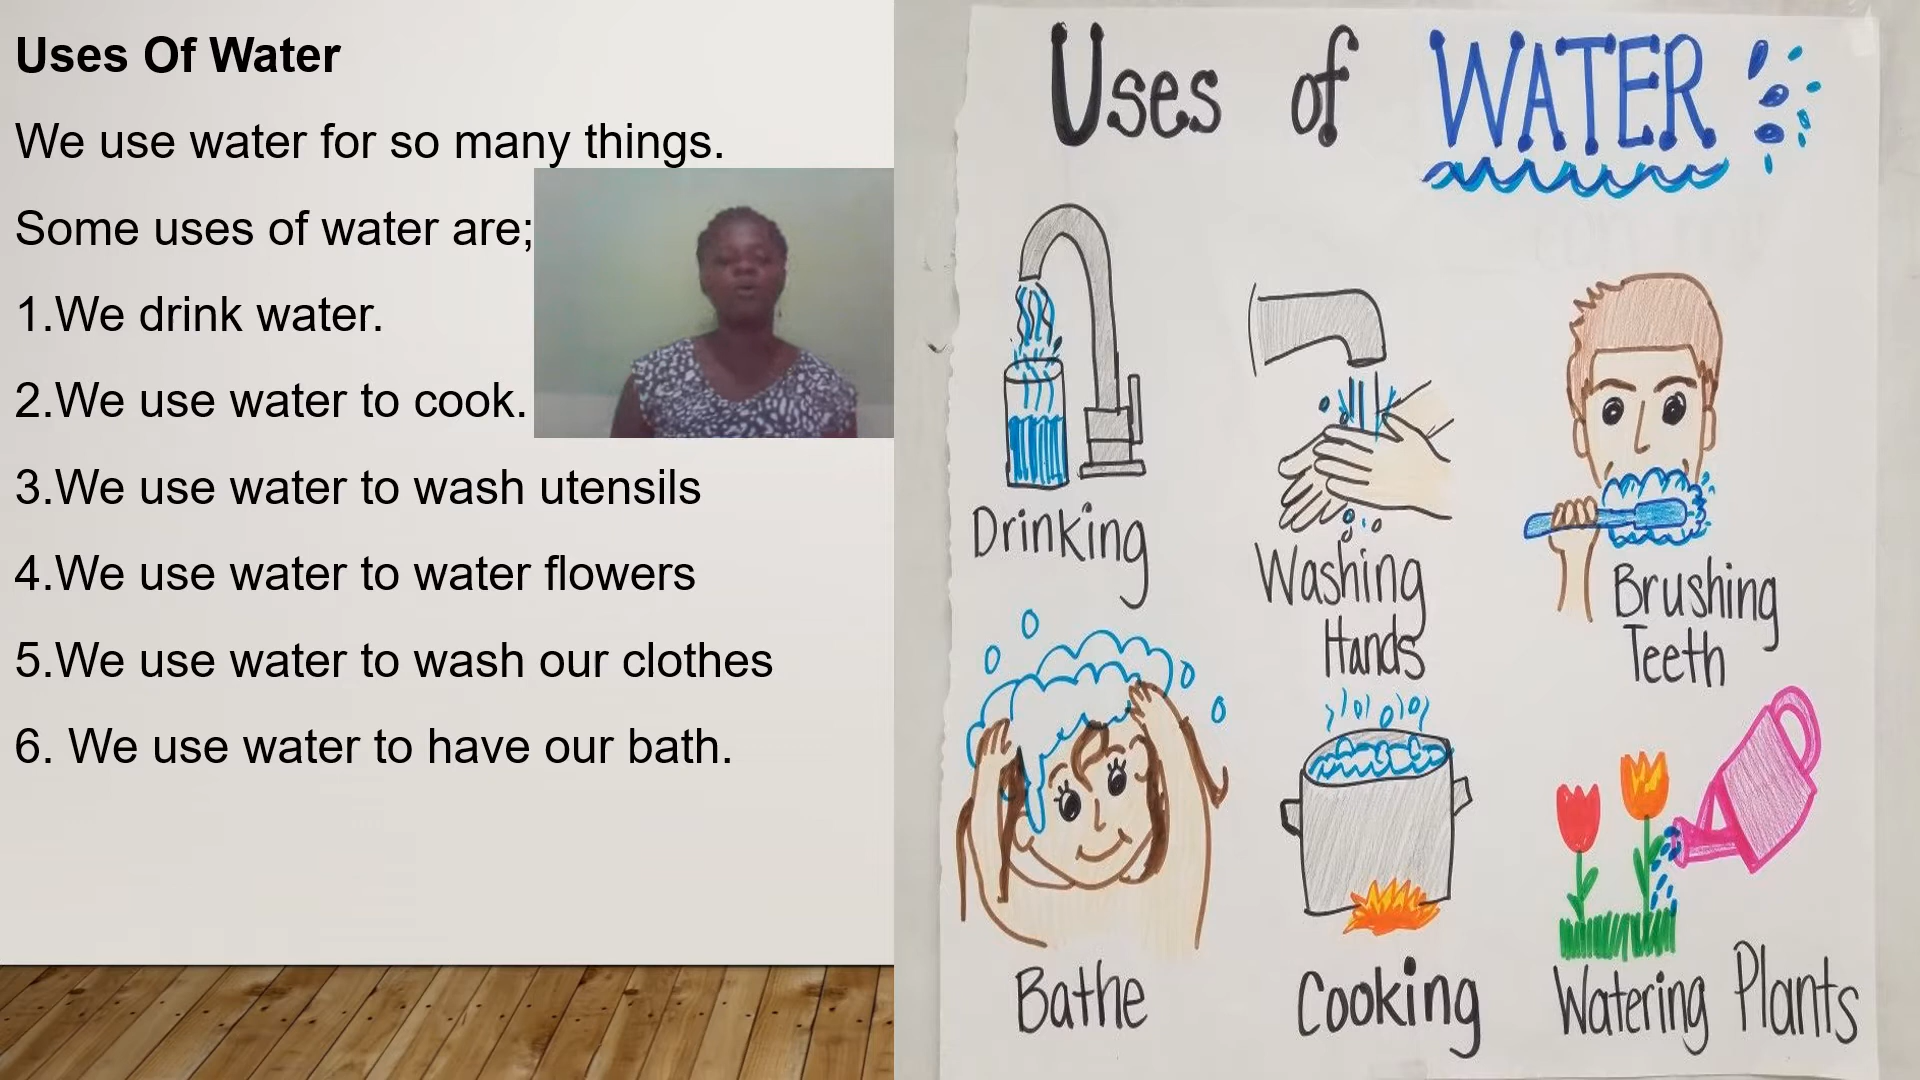 Uses Of Water
We use water for so many things.
Some uses of water are;
1.We drink water.
2.We use water to cook.
3.We use water to wash utensils
4.We use water to water flowers
5.We use water to wash our clothes
6. We use water to have our bath.
Uses of WATER
Drinking
Washing
Hands
Brushing
Teeth
Bathe
Cooking
Watering Plants